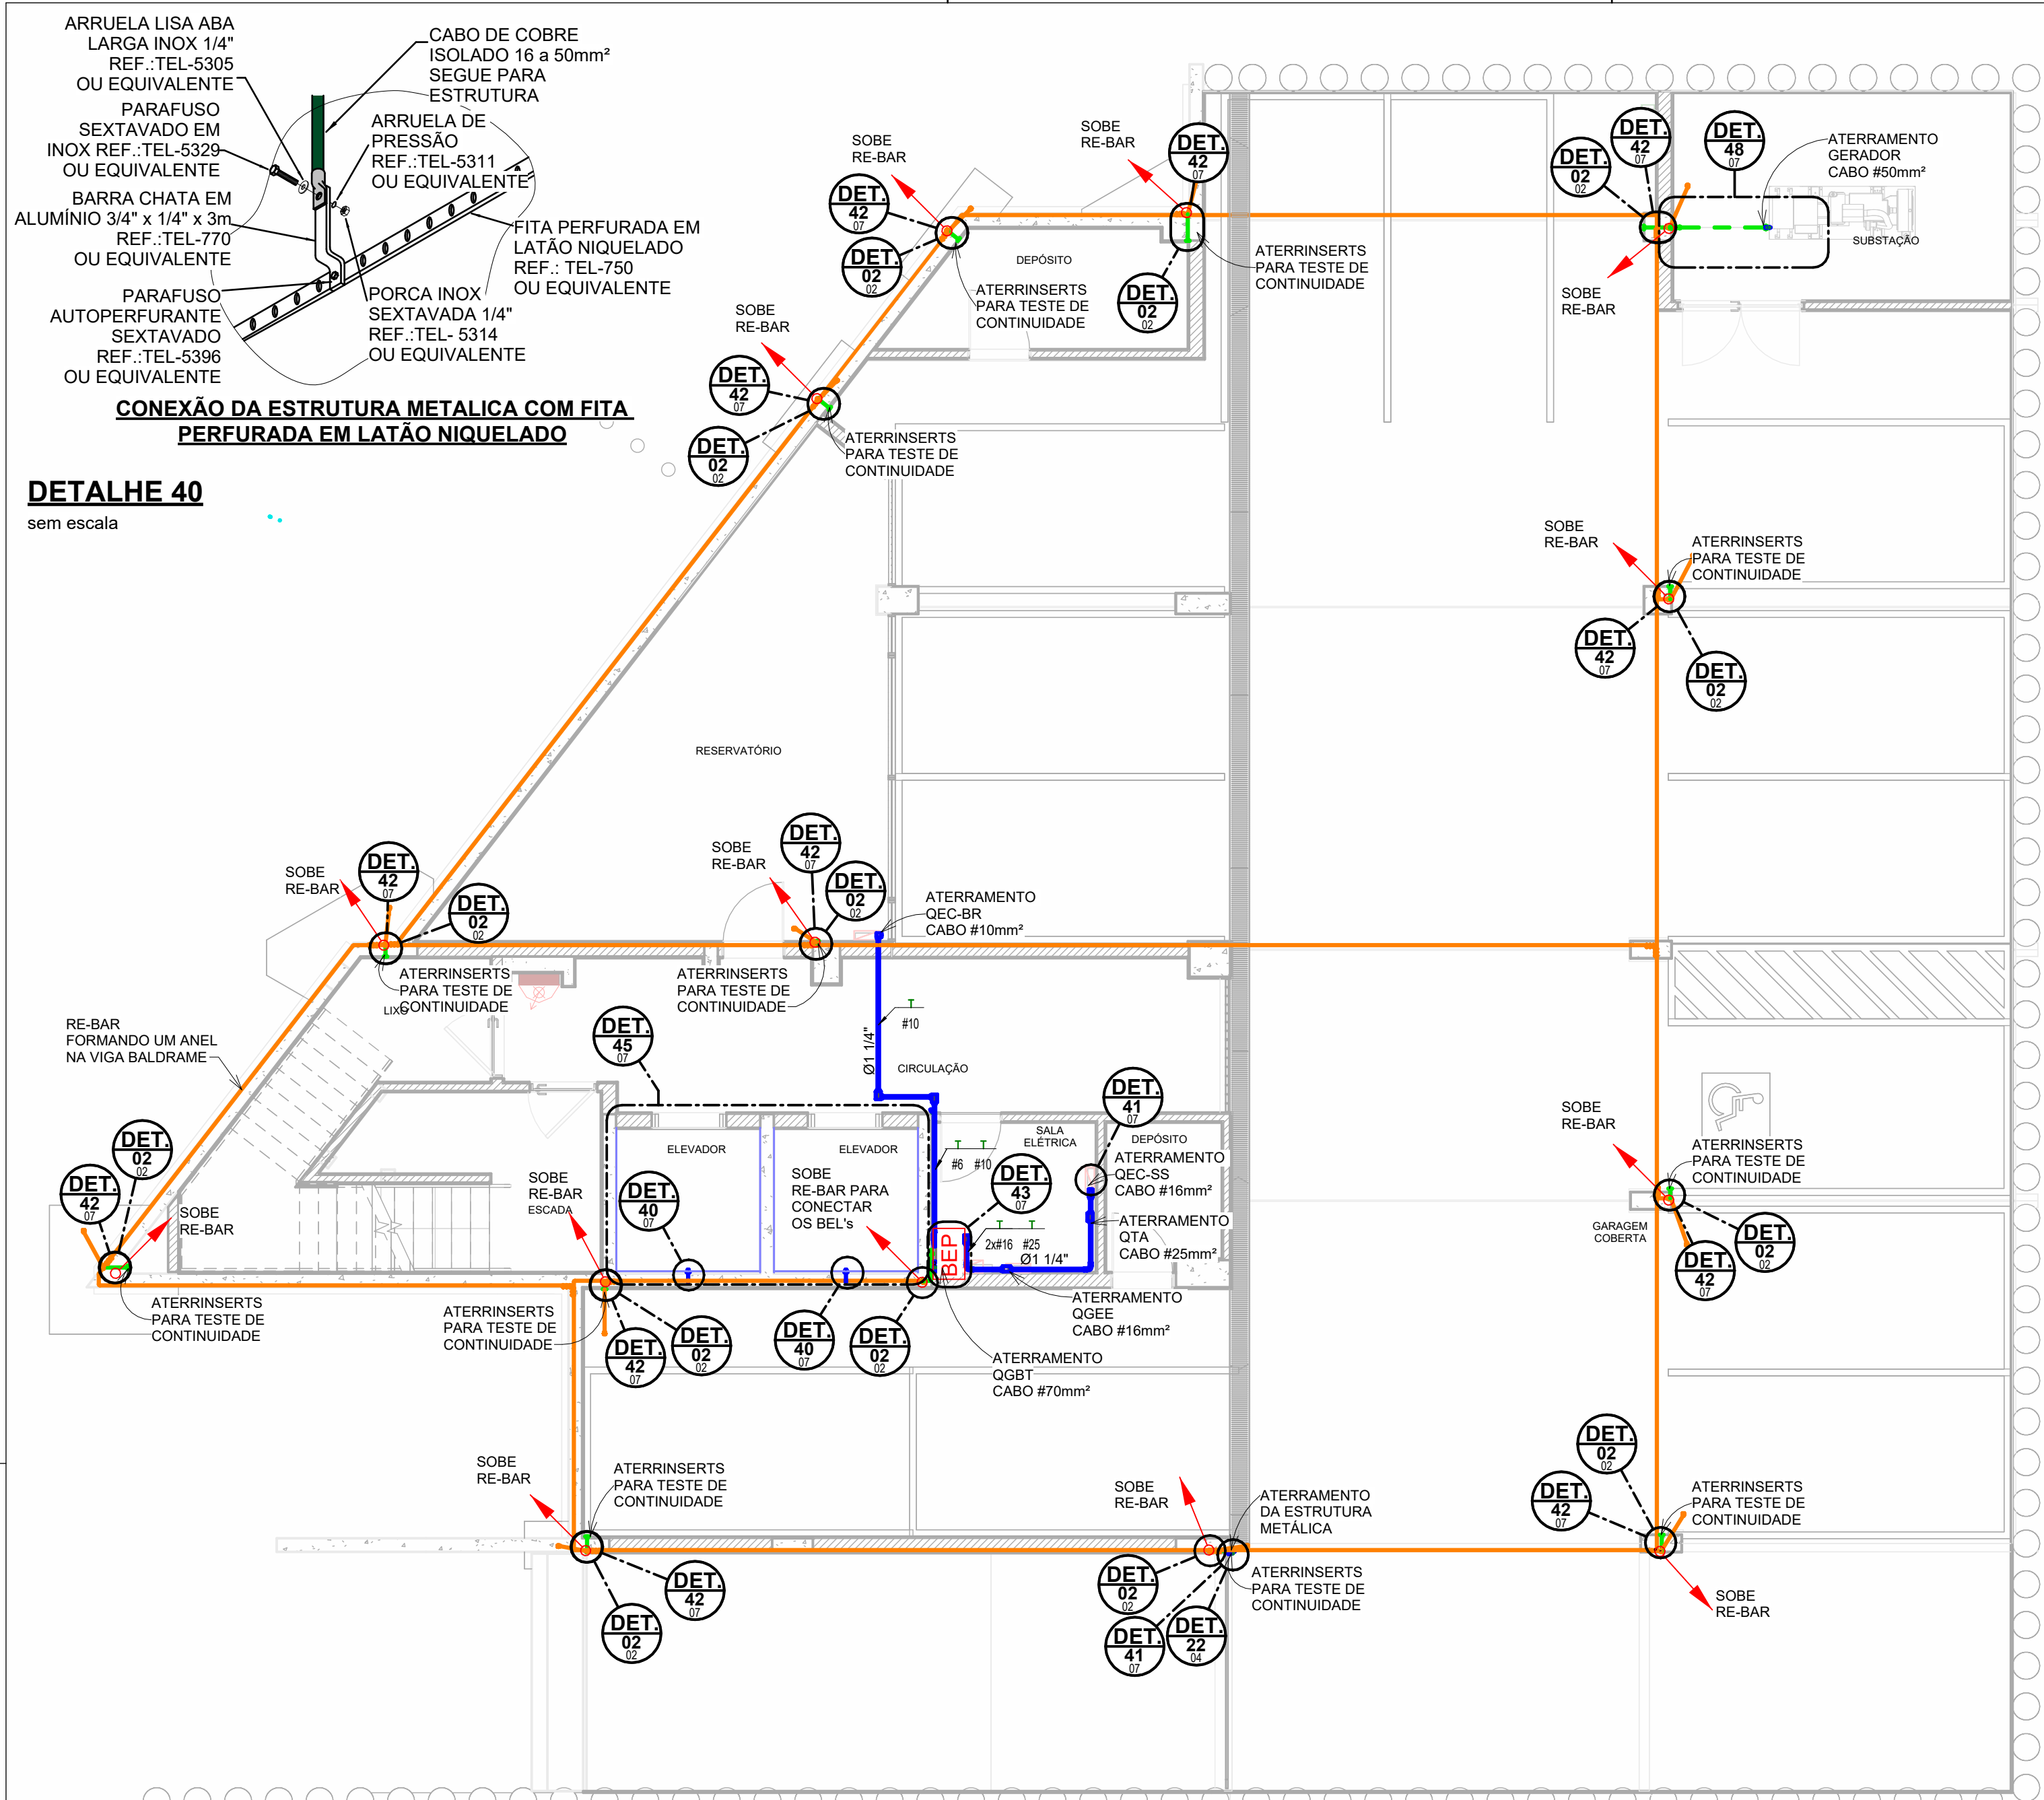 ARRUELA LISA ABA
LARGA INOX 1/4"
REF.:TEL-5305
OU EQUIVALENTE
PARAFUSO
SEXTAVADO EM
INOX REF.:TEL-5329
OU EQUIVALENTE
BARRA CHATA EM
ALUMÍNIO 3/4" x 1/4" x 3m
REF.:TEL-770
OU EQUIVALENTE
PARAFUSO
AUTOPERFURANTE
SEXTAVADO
REF.:TEL-5396
OU EQUIVALENTE
CABO DE COBRE
ISOLADO 16 a 50mm²
SEGUE PARA
ESTRUTURA
ARRUELA DE
PRESSÃO
REF.:TEL-5311
OU EQUIVALENTE
FITA PERFURADA EM
LATÃO NIQUELADO
REF.: TEL-750
OU EQUIVALENTE
PORCA INOX
SEXTAVADA 1/4"
REF.:TEL- 5314
OU EQUIVALENTE
CONEXÃO DA ESTRUTURA METALICA COM FITA
PERFURADA EM LATÃO NIQUELADO
DETALHE 40
sem escala
SOBE
RE-BAR
DET.
42
07
DET.
02
02
DEPÓSITO
ATERRINSERTS
PARA TESTE DE
CONTINUIDADE
SOBE
RE-BAR
DET.
42
07
ATERRINSERTS
PARA TESTE DE
CONTINUIDADE
DET.
02
02
DET.
02
02
DET.
42
07
DET.
48
07
ATERRAMENTO
GERADOR
CABO #50mm²
SUBSTAÇÃO
SOBE
RE-BAR
SOBE
RE-BAR
DET.
42
07
DET.
02
02
ATERRINSERTS
PARA TESTE DE
CONTINUIDADE
SOBE
RE-BAR
ATERRINSERTS
PARA TESTE DE
CONTINUIDADE
DET.
42
07
DET.
02
02
RESERVATÓRIO
SOBE
RE-BAR
DET.
42
07
DET.
02
02
ATERRINSERTS
PARA TESTE DE
CONTINUIDADE
LIXO
SOBE
RE-BAR
DET.
42
07
DET.
02
02
ATERRINSERTS
PARA TESTE DE
CONTINUIDADE
ATERRAMENTO
QEC-BR
CABO #10mm²
#10
Ø1 1/4"
CIRCULAÇÃO
RE-BAR
FORMANDO UM ANEL
NA VIGA BALDRAME
DET.
45
07
DET.
41
07
DET.
02
02
DET.
42
07
SOBE
RE-BAR
ATERRINSERTS
PARA TESTE DE
CONTINUIDADE
SOBE
RE-BAR
ESCADA
ELEVADOR
ELEVADOR
DET.
40
07
SOBE
RE-BAR PARA
CONECTAR
OS BEL's
#6 #10
SALA
ELÉTRICA
DEPÓSITO
ATERRAMENTO
QEC-SS
CABO #16mm²
DET.
43
07
ATERRAMENTO
QTA
CABO #25mm²
2x#16 #25
Ø1 1/4"
BEP
ATERRAMENTO
QGEE
CABO #16mm²
ATERRAMENTO
QGBT
CABO #70mm²
ATERRINSERTS
PARA TESTE DE
CONTINUIDADE
DET.
42
07
DET.
02
02
DET.
40
07
DET.
02
02
SOBE
RE-BAR
ATERRINSERTS
PARA TESTE DE
CONTINUIDADE
GARAGEM
COBERTA
DET.
42
07
DET.
02
02
SOBE
RE-BAR
ATERRINSERTS
PARA TESTE DE
CONTINUIDADE
DET.
42
07
DET.
02
02
SOBE
RE-BAR
ATERRAMENTO
DA ESTRUTURA
METÁLICA
ATERRINSERTS
PARA TESTE DE
CONTINUIDADE
DET.
02
02
DET.
41
07
DET.
22
04
DET.
02
02
DET.
42
07
ATERRINSERTS
PARA TESTE DE
CONTINUIDADE
SOBE
RE-BAR